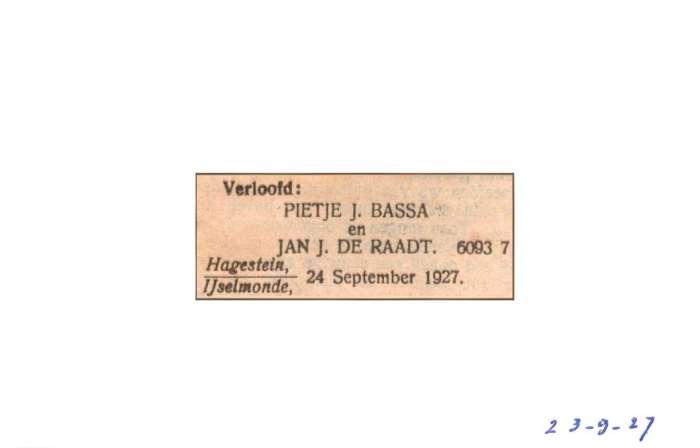 Verloofd:
PIETJE J. BASSA
en
JAN J. DE RAADT. 6093 7
Hagestein,
IJselmonde, 24 September 1927.
23-9-27